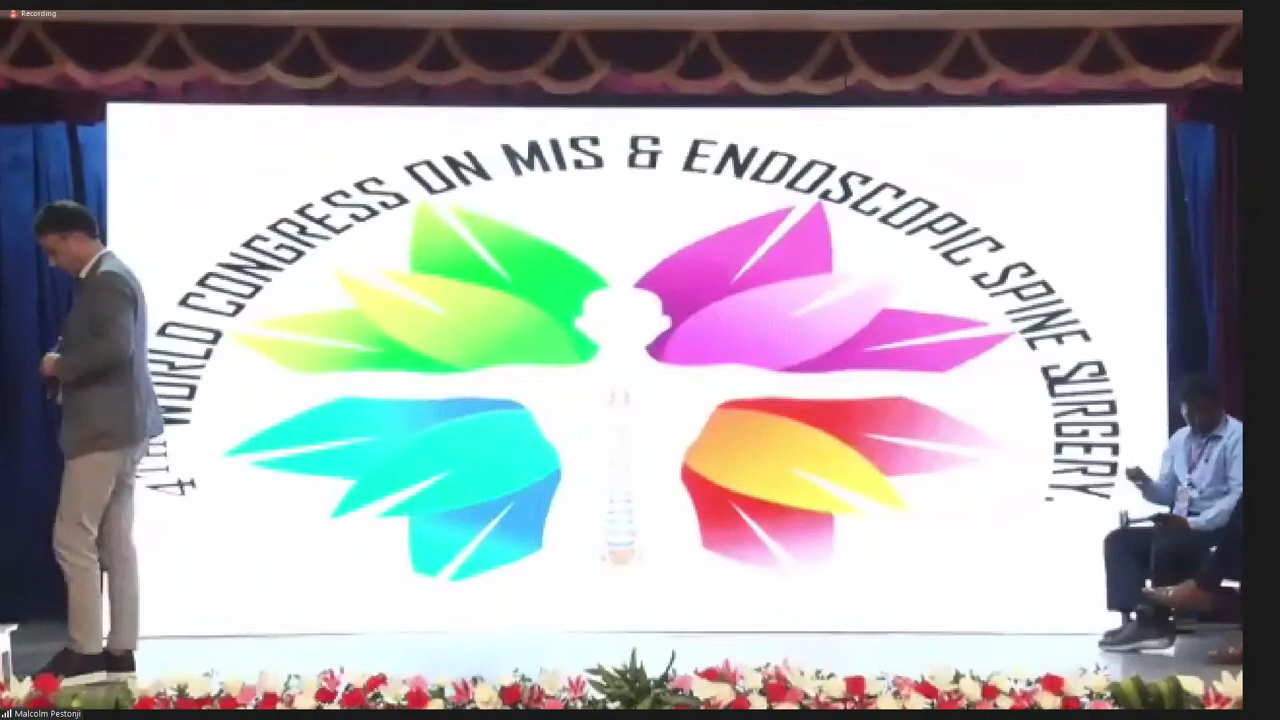 Recording
4TH WORLD CONGRESS ON MIS & ENDOSCOPIC SPINE SURGERY.
Malcolm Pestonji